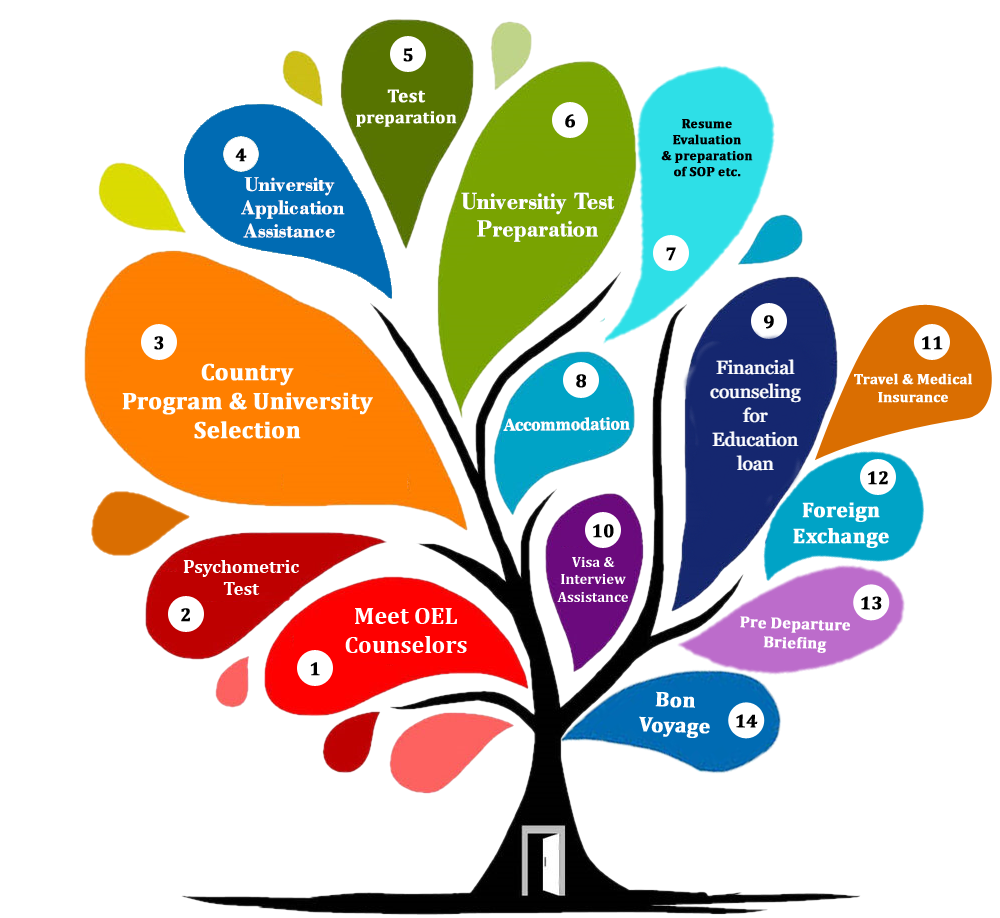 1
Meet OEL
Counselors
2
Psychometric
Test
3
Country
Program & University
Selection
4
University
Application
Assistance
5
Test
preparation
6
Universitiy Test
Preparation
7
Resume
Evaluation
& preparation
of SOP etc.
8
Accommodation
9
Financial
counseling
for
Education
loan
10
Visa &
Interview
Assistance
11
Travel & Medical
Insurance
12
Foreign
Exchange
13
Pre Departure
Briefing
14
Bon
Voyage